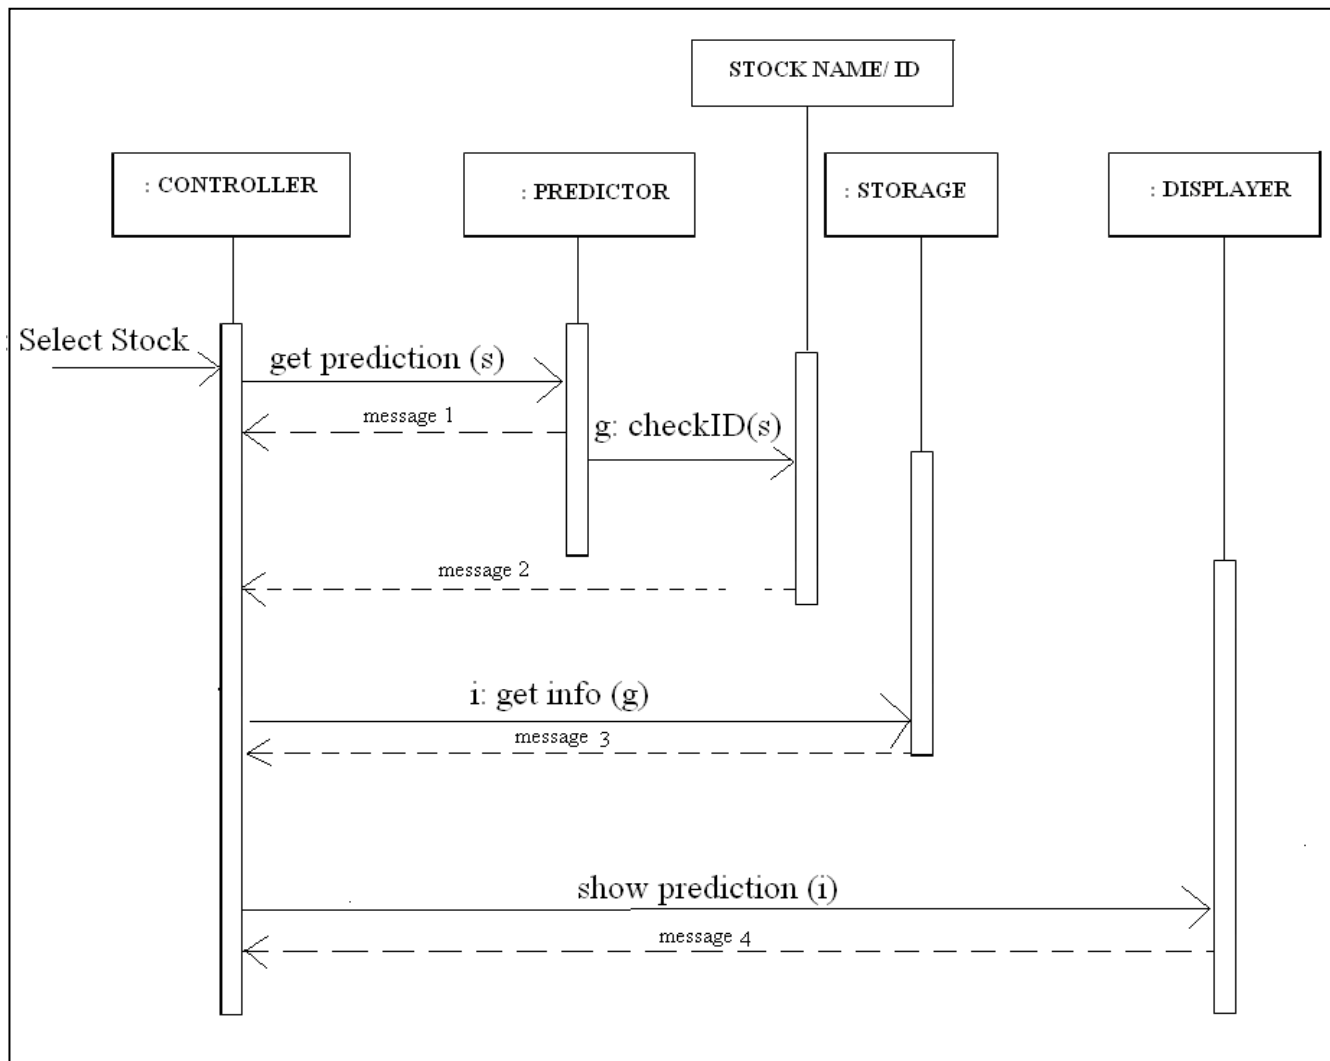 STOCK NAME/ ID
: CONTROLLER
: PREDICTOR
: STORAGE
: DISPLAYER
: Select Stock
get prediction (s)
message 1
g: checkID(s)
message 2
i: get info (g)
message 3
show prediction (i)
message 4